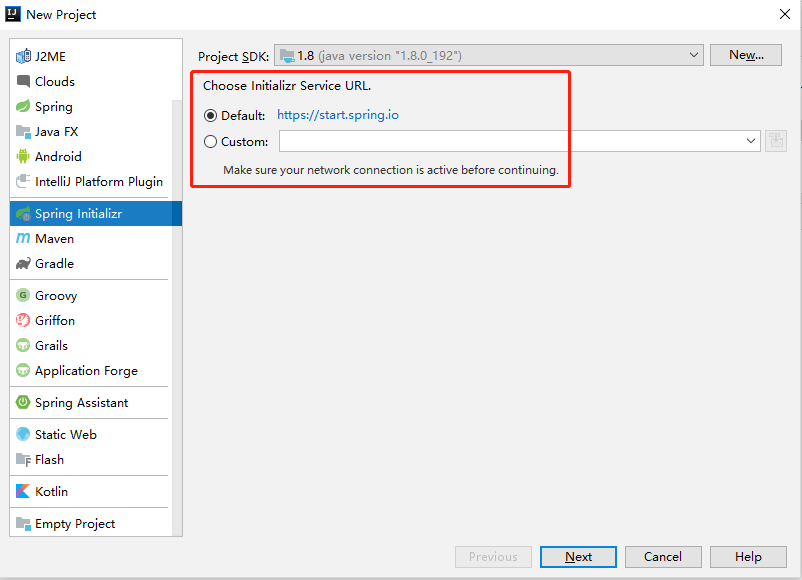 New Project
J2ME
Clouds
Spring
Java FX
Android
IntelliJ Platform Plugin
Spring Initializr
Maven
Gradle
Groovy
Griffon
Grails
Application Forge
Spring Assistant
Static Web
Flash
Kotlin
Empty Project
Project SDK: 1.8 (java version "1.8.0_192") New...
Choose Initializr Service URL.
Default: https://start.spring.io
Custom:
Make sure your network connection is active before continuing.
Previous Next Cancel Help